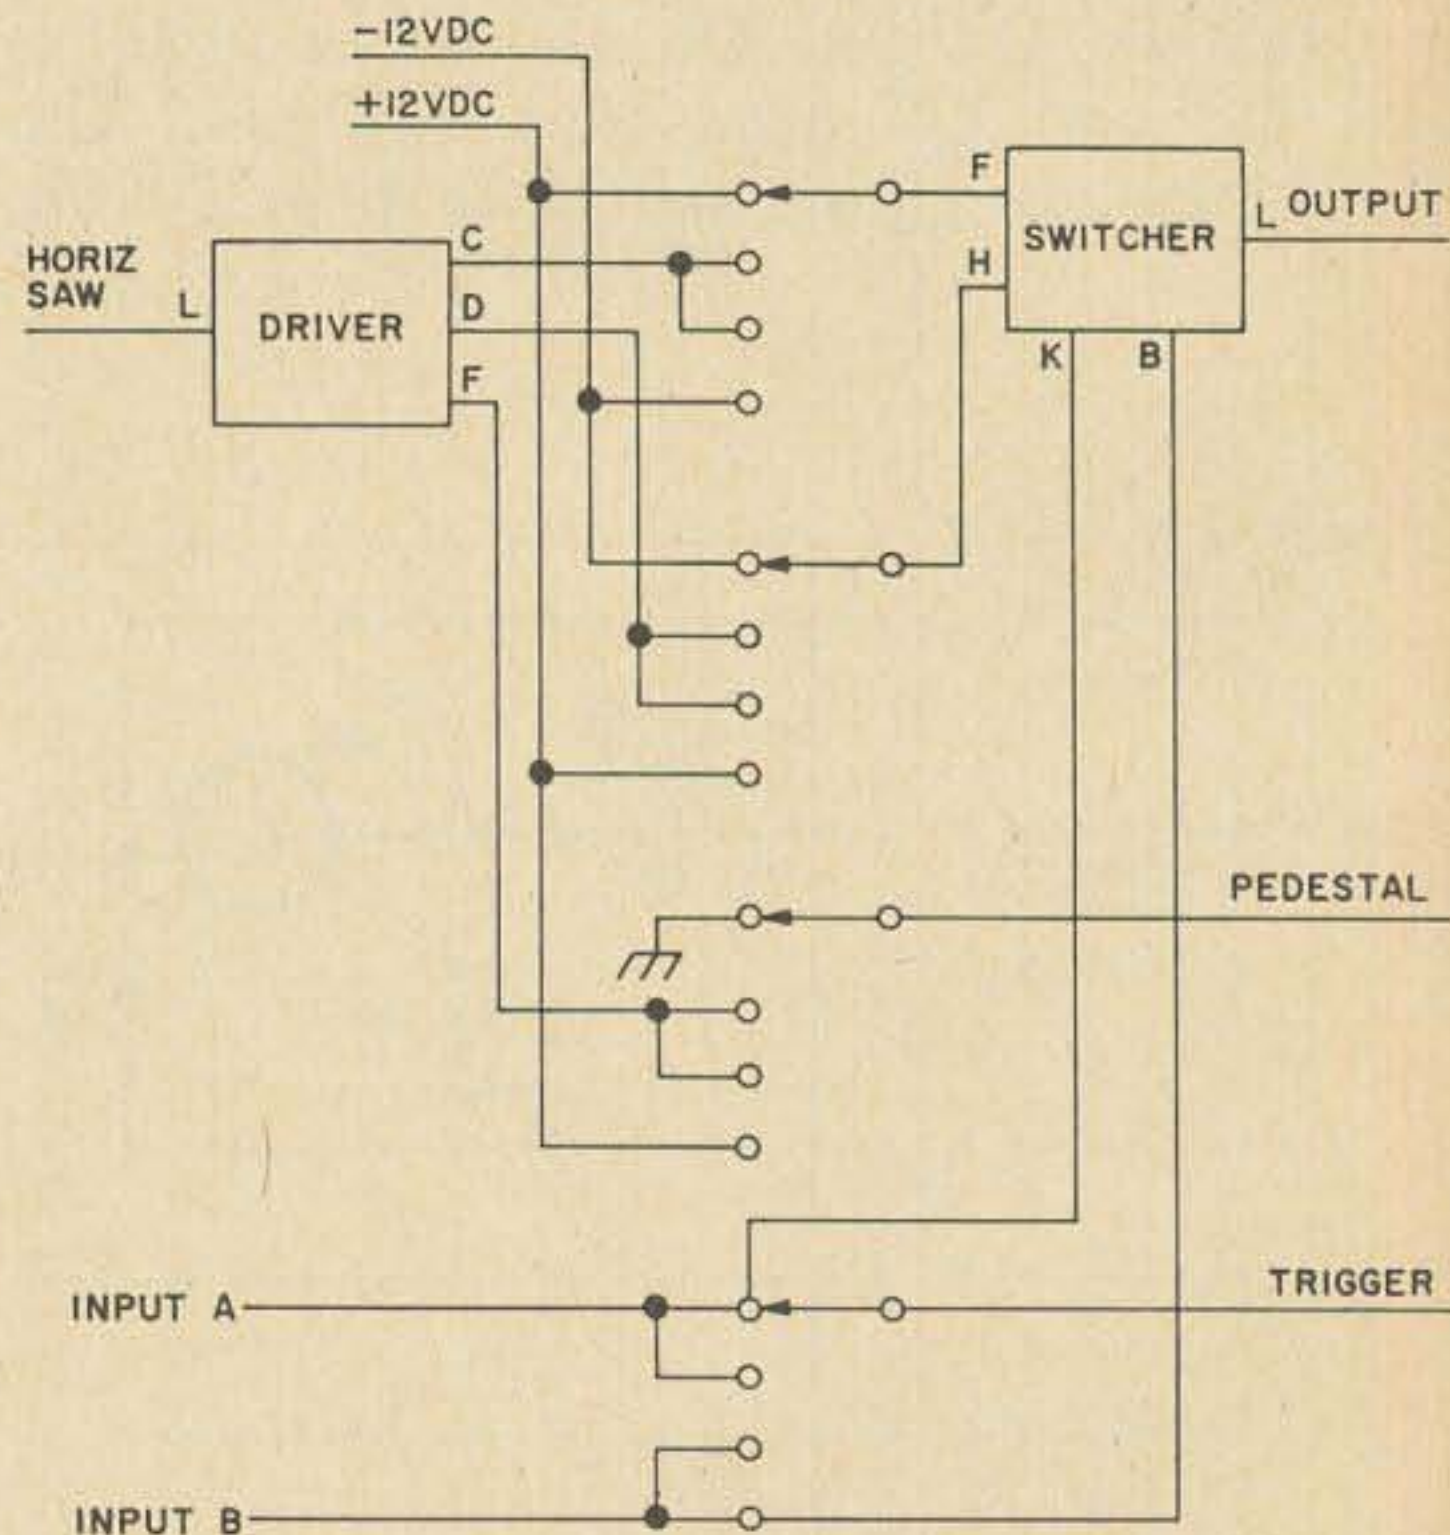 -12VDC
+12VDC
F
SWITCHER
L OUTPUT
H
K
B
HORIZ
SAW
L
DRIVER
C
D
F
PEDESTAL
TRIGGER
INPUT A
INPUT B